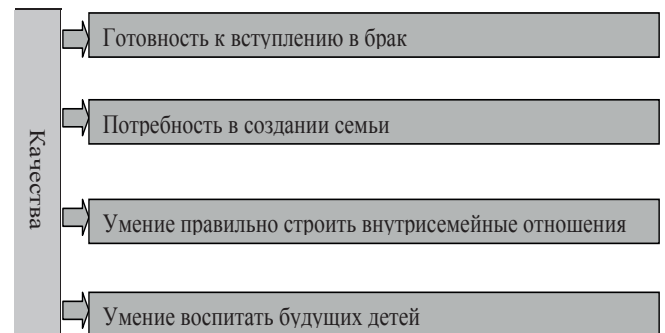 Качества
Готовность к вступлению в брак
Потребность в создании семьи
Умение правильно строить внутрисемейные отношения
Умение воспитать будущих детей